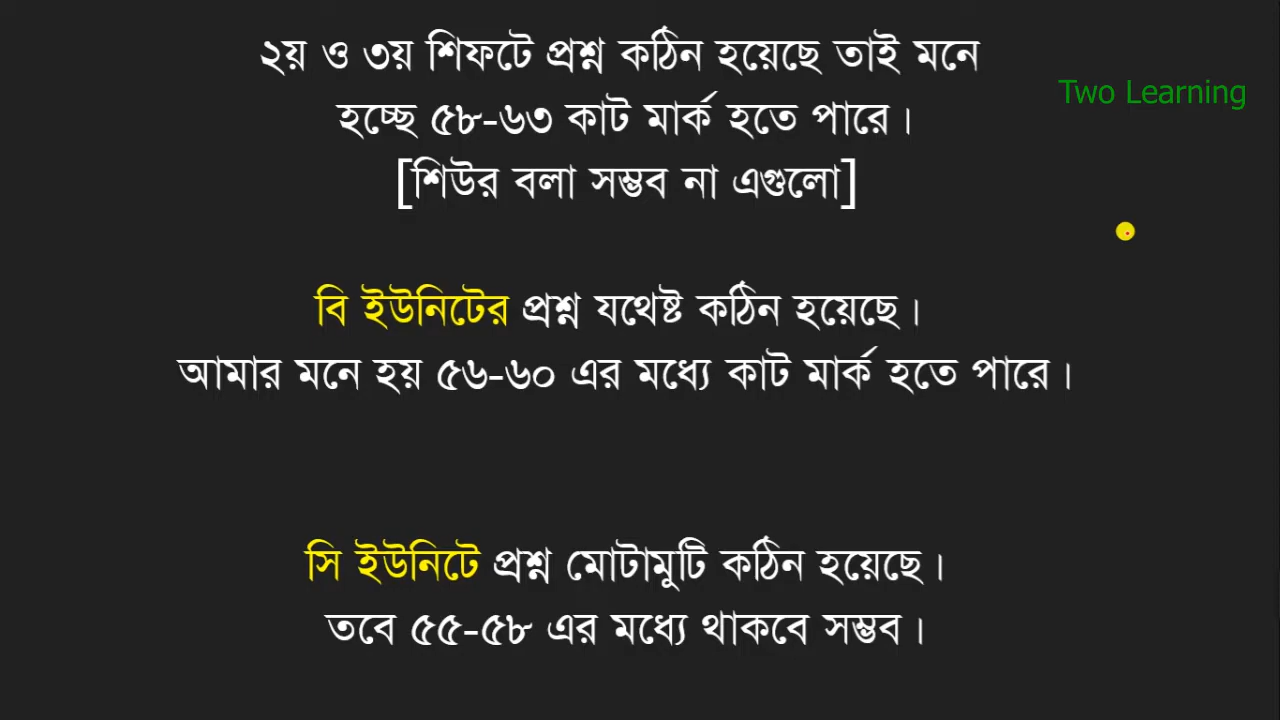 ২য় ও ৩য় শিফটে প্রশ্ন কঠিন হয়েছে তাই মনে
হচ্ছে ৫৮-৬৩ কাট মার্ক হতে পারে।
[শিউর বলা সম্ভব না এগুলো]
Two Learning
বি ইউনিটের প্রশ্ন যথেষ্ট কঠিন হয়েছে।
আমার মনে হয় ৫৬-৬০ এর মধ্যে কাট মার্ক হতে পারে।
সি ইউনিটে প্রশ্ন মোটামুটি কঠিন হয়েছে।
তবে ৫৫-৫৮ এর মধ্যে থাকবে সম্ভব।